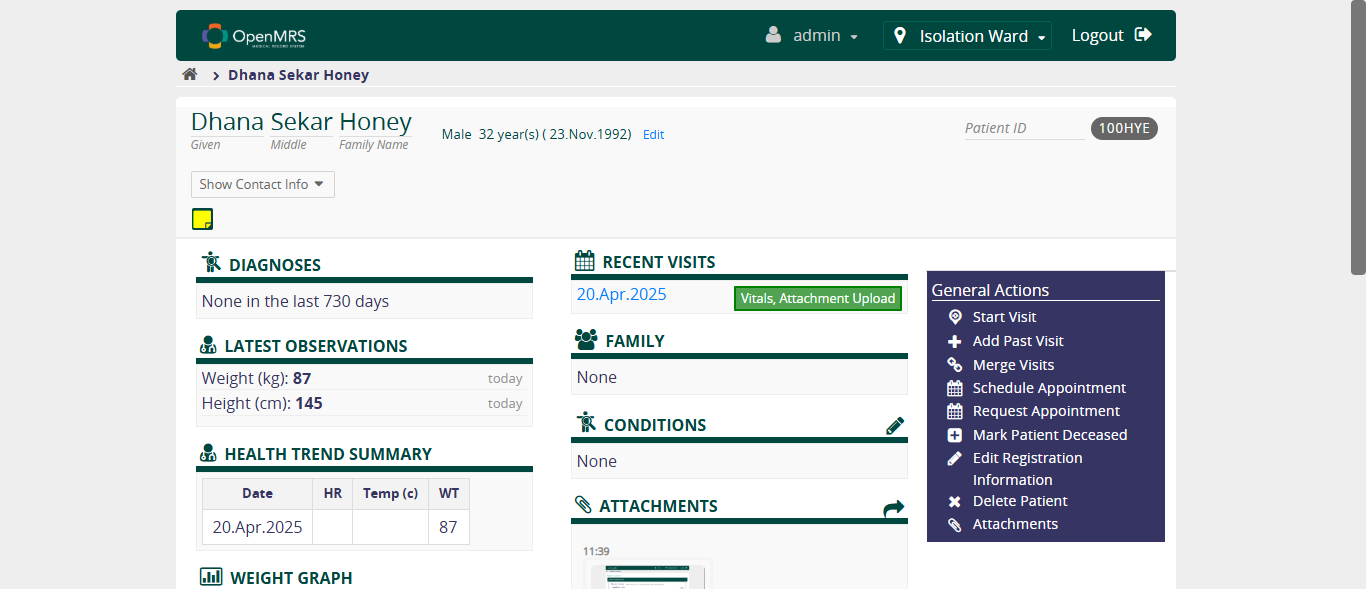 OpenMRS
MEDICAL RECORD SYSTEM
admin
Isolation Ward
Logout
Dhana Sekar Honey
Dhana Sekar Honey
Given Middle Family Name
Male 32 year(s) ( 23.Nov.1992) Edit
Patient ID 100HYE
Show Contact Info
DIAGNOSES
None in the last 730 days
LATEST OBSERVATIONS
Weight (kg): 87 today
Height (cm): 145 today
HEALTH TREND SUMMARY
Date HR Temp (c) WT
20.Apr.2025 87
WEIGHT GRAPH
RECENT VISITS
20.Apr.2025 Vitals, Attachment Upload
FAMILY
None
CONDITIONS
None
ATTACHMENTS
11:39
General Actions
Start Visit
Add Past Visit
Merge Visits
Schedule Appointment
Request Appointment
Mark Patient Deceased
Edit Registration
Information
Delete Patient
Attachments